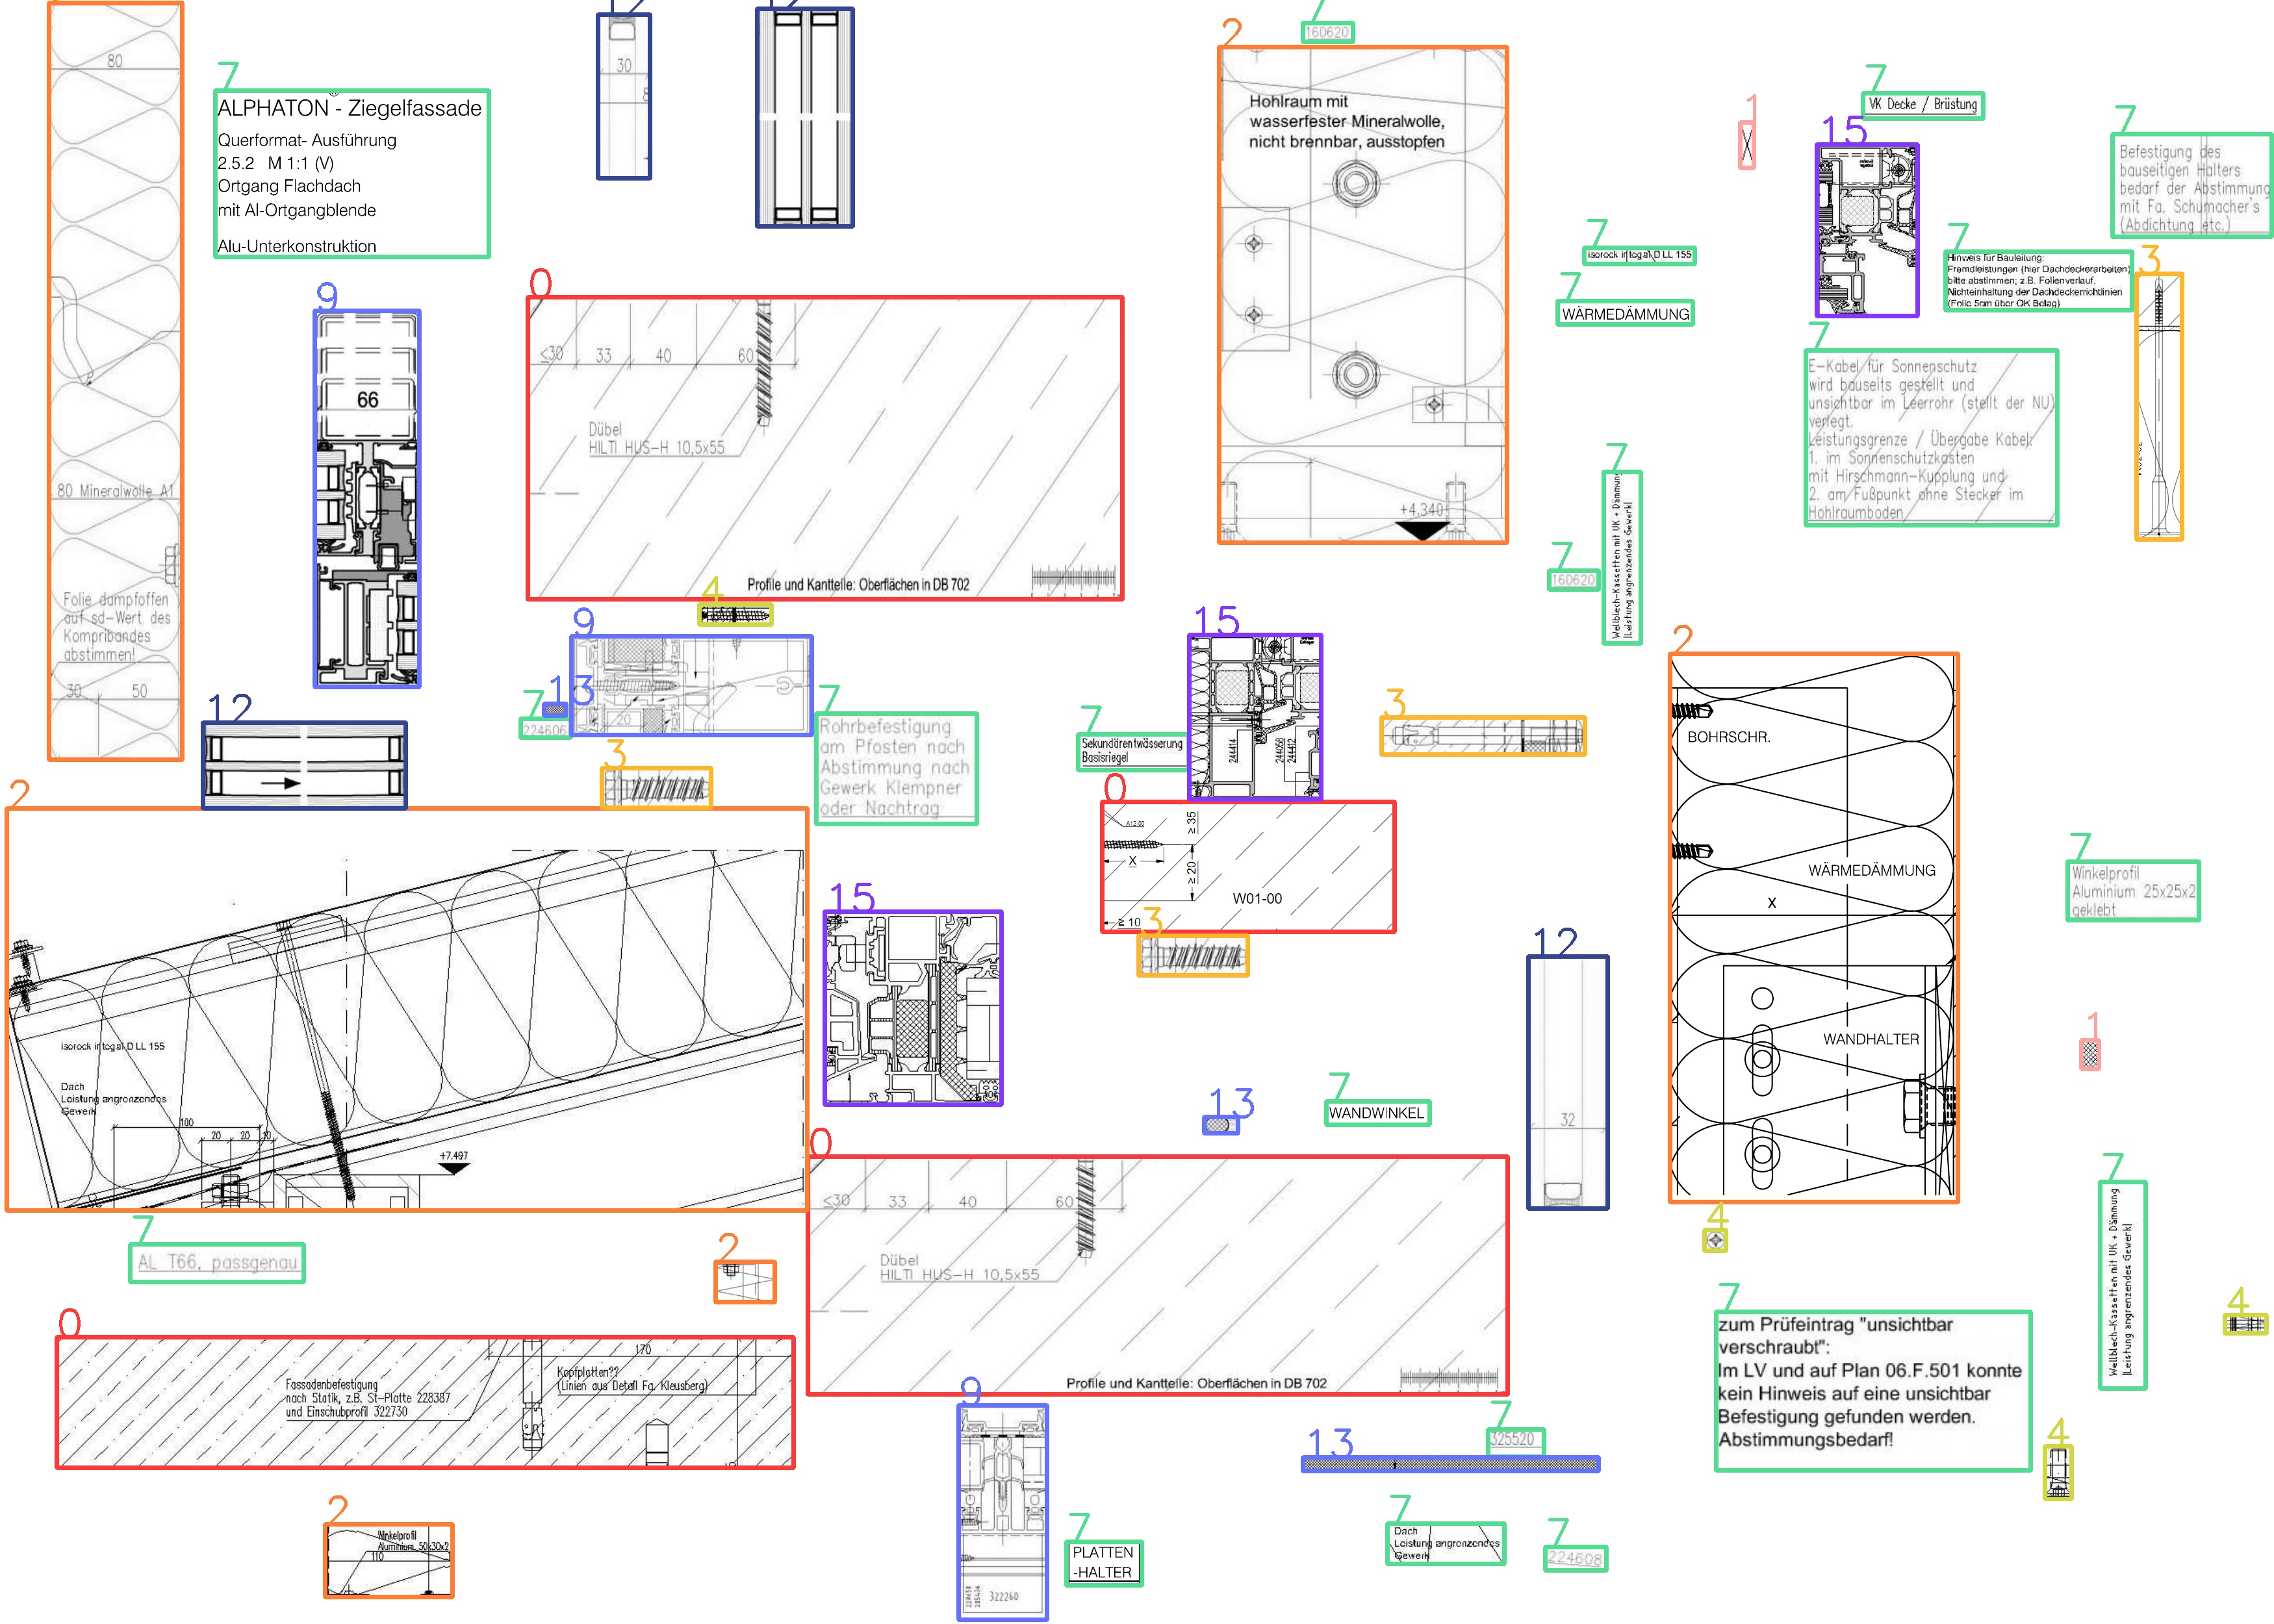 7
12
12
7
160620
2
2
80
80 Mineralwolle A1
Folie dampfoffen
auf sd-Wert des
Kompribandes
abstimmen!
30 50
7
ALPHATON® - Ziegelfassade
Querformat- Ausführung
2.5.2 M 1:1 (V)
Ortgang Flachdach
mit Al-Ortgangblende
Alu-Unterkonstruktion
30
8
Hohlraum mit
wasserfester Mineralwolle,
nicht brennbar, ausstopfen
+4.340
1
7
VK Decke / Brüstung
15
7
Befestigung des
bauseitigen Halters
bedarf der Abstimmung
mit Fa. Schumacher's
(Abdichtung etc.)
7
isorock integal D LL 155
7
WÄRMEDÄMMUNG
7
Hinweis für Bauleitung:
Fremdleistungen (hier Dachdeckerarbeiten)
bitte abstimmen; z.B. Folienverlauf,
Nichteinhaltung der Dachdeckerrichtlinien
(Folie 5cm über OK Belag)
3
7
E-Kabel für Sonnenschutz
wird bauseits gestellt und
unsichtbar im Leerrohr (stellt der NU)
verlegt.
Leistungsgrenze / Übergabe Kabel:
1. im Sonnenschutzkasten
mit Hirschmann-Kupplung und
2. am Fußpunkt ohne Stecker im
Hohlraumboden
9
66
0
≤30 33 40 60
Dübel
HILTI HUS-H 10,5x55
Profile und Kantteile: Oberflächen in DB 702
7
Wellblech-Kassetten mit UK + Dämmung
(Leistung angrenzendes Gewerk)
7
160620
4
9
20
13
7
224606
3
7
Rohrbefestigung
am Pfosten nach
Abstimmung nach
Gewerk Klempner
oder Nachtrag
12
15
244414
244056
244412
7
Sekundärentwässerung
Basisriegel
3
0
A12-00
≥ 35
X
≥ 20
W01-00
≥ 10
3
2
BOHRSCHR.
WÄRMEDÄMMUNG
X
WANDHALTER
7
Winkelprofil
Aluminium 25x25x2
geklebt
2
isorock integal D LL 155
Dach
Leistung angrenzendes
Gewerk
100
20 20 10
+7.497
15
12
32
1
13
7
WANDWINKEL
7
AL T66, passgenau
2
0
≤30 33 40 60
Dübel
HILTI HUS-H 10,5x55
Profile und Kantteile: Oberflächen in DB 702
4
7
Wellblech-Kassetten mit UK + Dämmung
(Leistung angrenzendes Gewerk)
4
7
zum Prüfeintrag "unsichtbar
verschraubt":
Im LV und auf Plan 06.F.501 konnte
kein Hinweis auf eine unsichtbar
Befestigung gefunden werden.
Abstimmungsbedarf!
4
0
170
Fassadenbefestigung
nach Statik, z.B. St-Platte 228387
und Einschubprofil 322730
Kopfplatten??
(Linien aus Detail Fa. Kleusberg)
9
322260
7
325520
13
2
Winkelprofil
Aluminium 50x30x2
110
7
PLATTEN
-HALTER
7
Dach
Leistung angrenzendes
Gewerk
7
224608